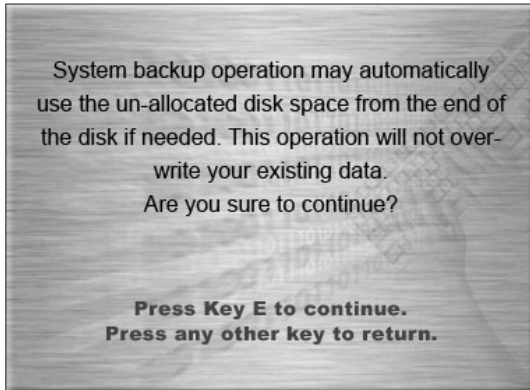 System backup operation may automatically
use the un-allocated disk space from the end of
the disk if needed. This operation will not over-
write your existing data.
Are you sure to continue?
Press Key E to continue.
Press any other key to return.